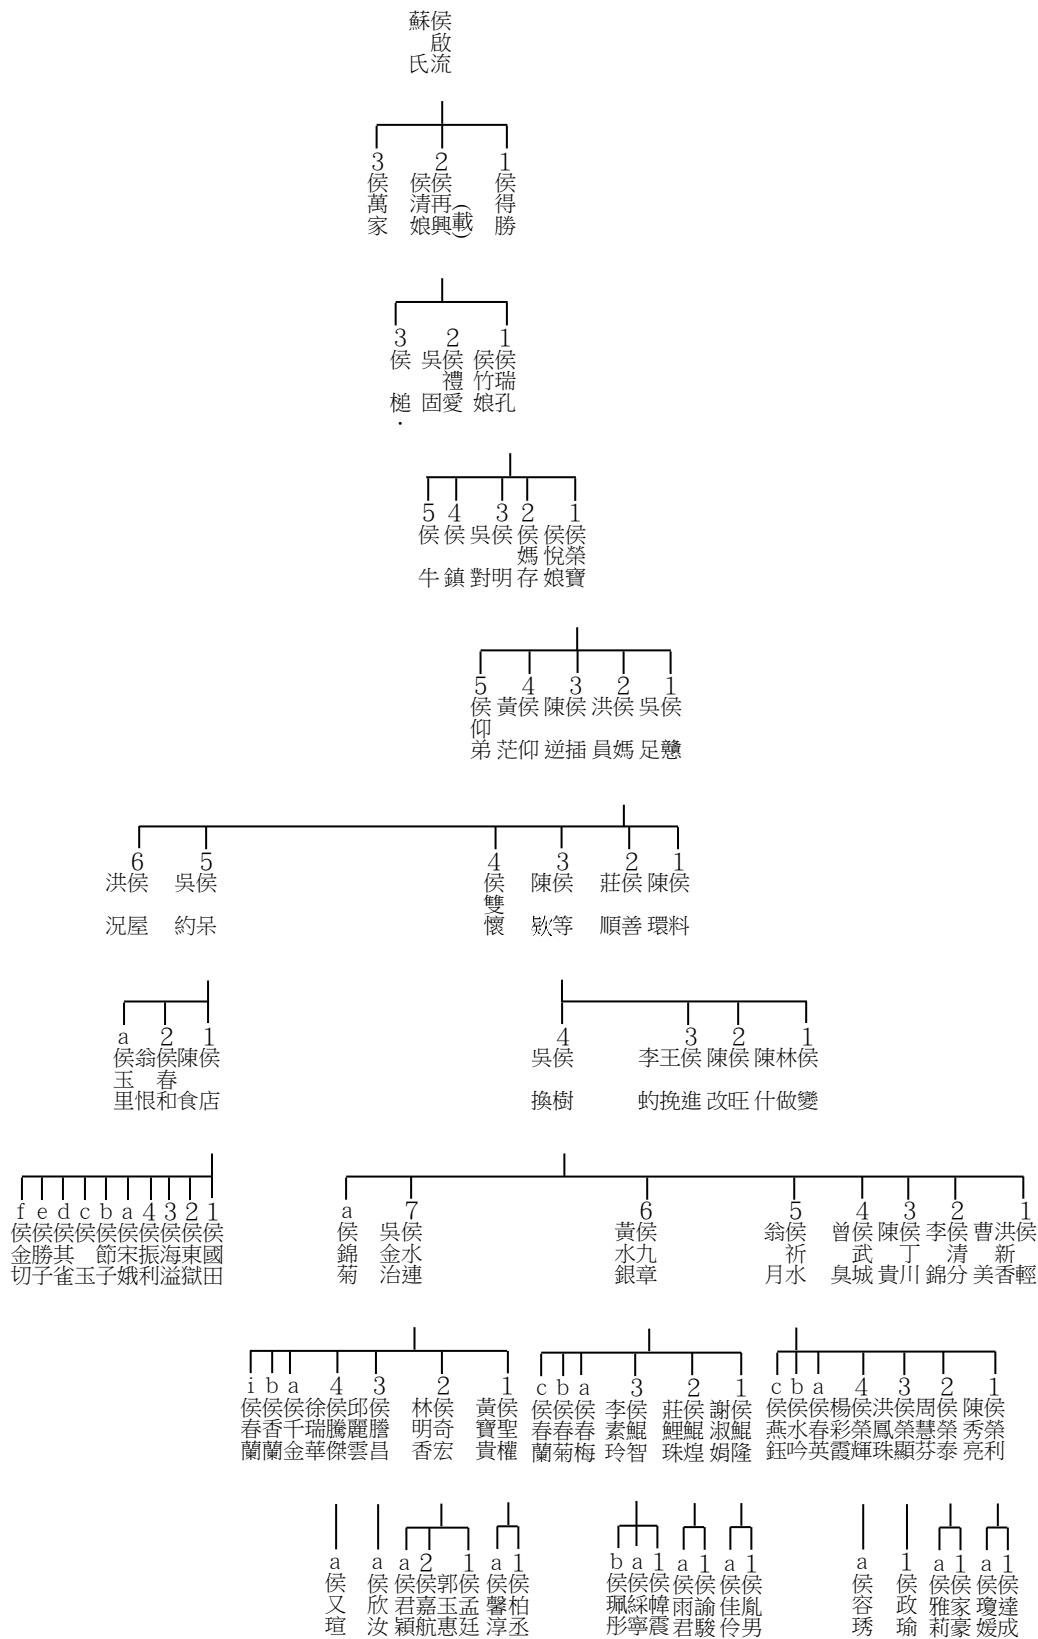 侯啟流
蘇氏
1 侯得勝
2 侯再興 (載)
侯清娘
3 侯萬家
1 侯瑞孔
侯竹娘
2 侯禮愛
吳固
3 侯槌.
1 侯榮寶
侯悅娘
2 侯媽存
3 侯明
吳對
4 侯鎮
5 侯牛
1 侯戇
吳足
2 侯媽
洪員
3 侯插
陳逆
4 侯仰
黃茫
5 侯仰弟
1 侯料
陳環
2 侯善
莊順
3 侯等
陳欵
4 侯雙懷
5 侯呆
吳約
6 侯屋
洪況
1 侯變
林做
陳什
2 侯旺
陳改
3 侯進
王挽
李虳
4 侯樹
吳換
1 侯店
陳食
2 侯春和
翁恨
a 侯玉里
1 侯輕
洪新香
曹美
2 侯清分
李錦
3 侯丁川
陳貴
4 侯武城
曾臭
5 侯祈水
翁月
6 侯九章
黃水銀
7 侯水連
吳金治
a 侯錦菊
1 侯國田
2 侯東獄
3 侯海溢
4 侯振利
a 侯宋娥
b 侯節子
c 侯玉
d 侯其雀
e 侯勝子
f 侯金切
1 侯榮利
陳秀亮
2 侯榮泰
周慧芬
3 侯榮顯
洪鳳珠
4 侯榮輝
楊彩霞
a 侯春英
b 侯水吟
c 侯燕鈺
1 侯鯤隆
謝淑娟
2 侯鯤煌
莊鯉珠
3 侯鯤智
李素玲
a 侯春梅
b 侯春菊
c 侯春蘭
1 侯聖權
黃寶貴
2 侯奇宏
林明香
3 侯謄昌
邱麗雲
4 侯騰傑
徐瑞華
a 侯千金
b 侯香蘭
i 侯春蘭
1 侯達成
a 侯瓊媛
1 侯家豪
a 侯雅莉
1 侯政瑜
a 侯容琇
1 侯胤男
a 侯佳伶
1 侯諭駿
a 侯雨君
1 侯幃震
a 侯綵寧
b 侯珮彤
1 侯柏丞
a 侯馨淳
1 侯孟廷
郭玉惠
2 侯嘉航
a 侯君穎
a 侯欣汝
a 侯又瑄